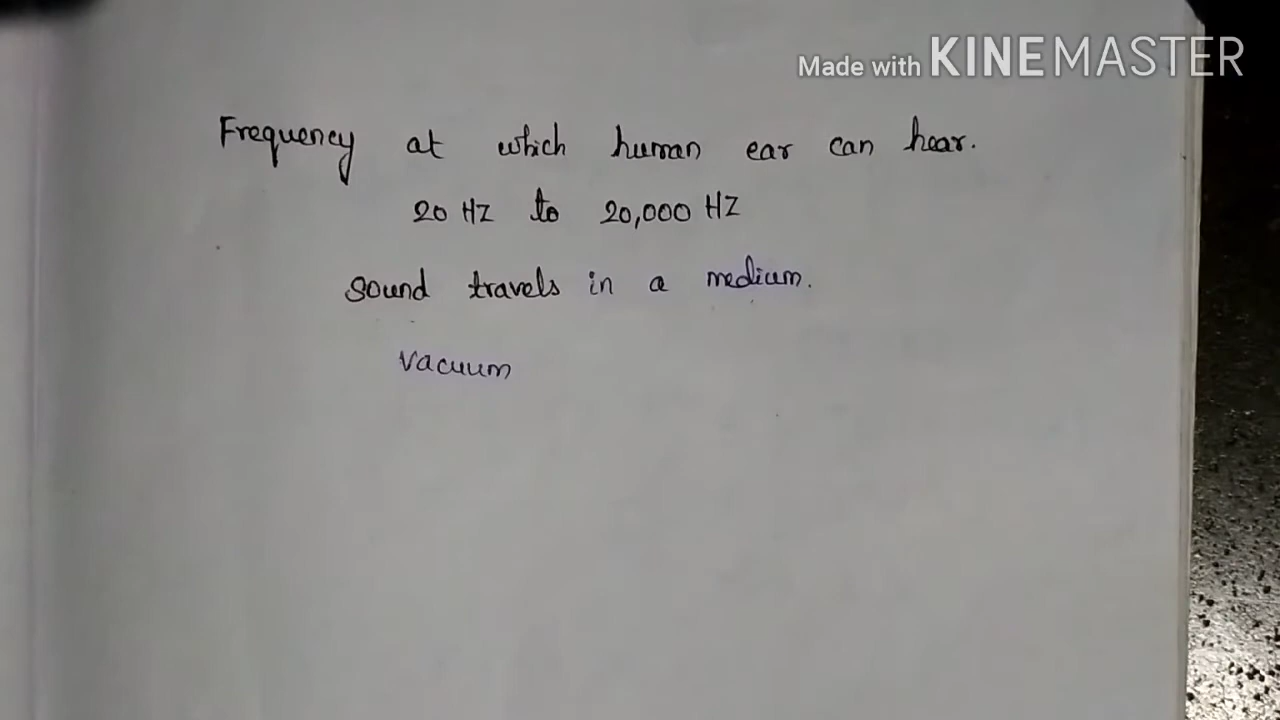 Made with KINEMASTER
Frequency at which human ear can hear.
20 HZ to 20,000 HZ
sound travels in a medium.
vacuum